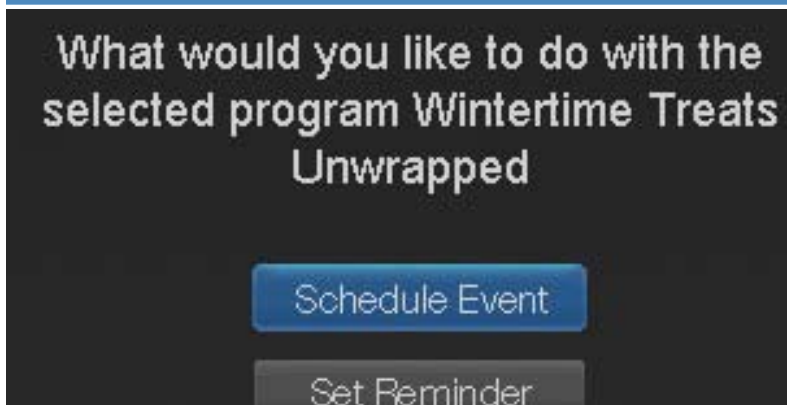 What would you like to do with the
selected program Wintertime Treats
Unwrapped
Schedule Event
Set Reminder